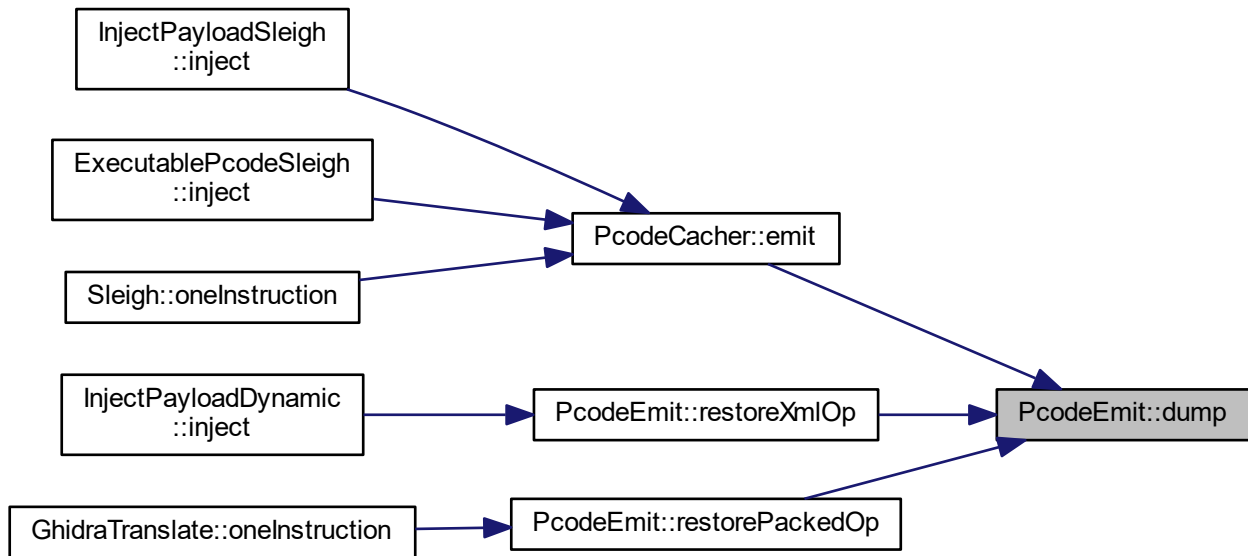 InjectPayloadSleigh
::inject
ExecutablePcodeSleigh
::inject
PcodeCacher::emit
Sleigh::oneInstruction
InjectPayloadDynamic
::inject
PcodeEmit::restoreXmlOp
PcodeEmit::dump
GhidraTranslate::oneInstruction
PcodeEmit::restorePackedOp